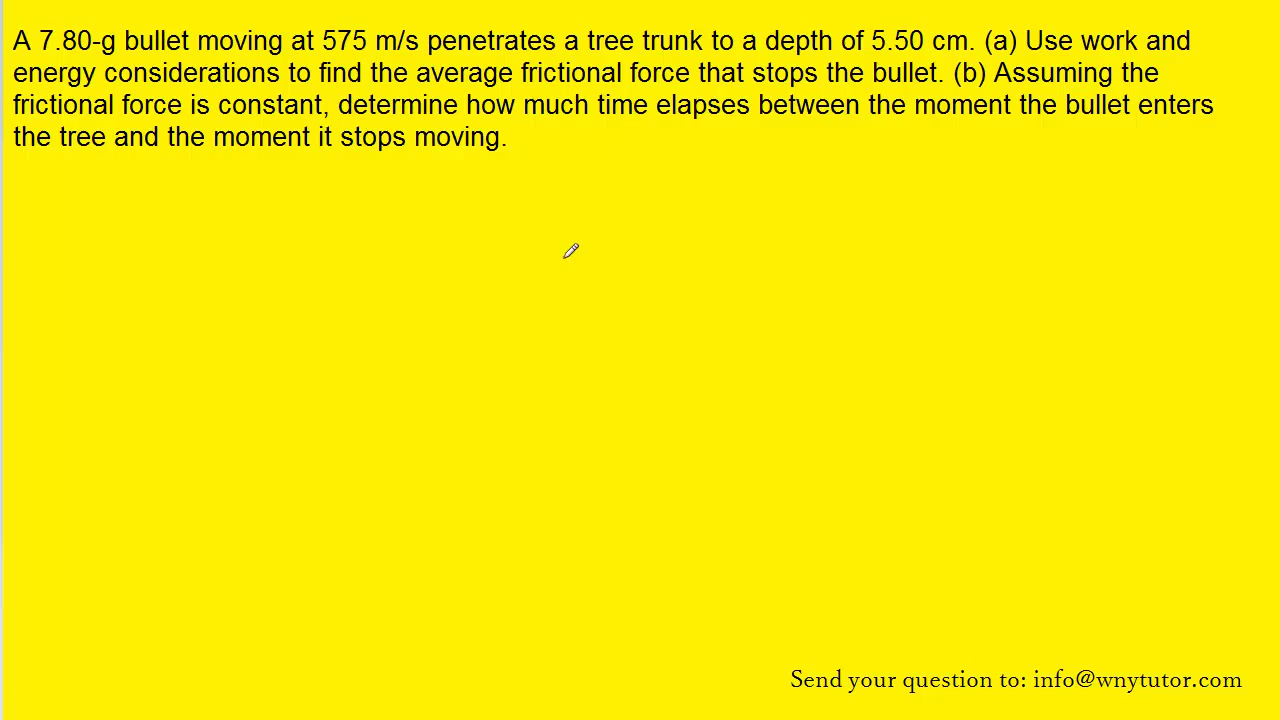 A 7.80-g bullet moving at 575 m/s penetrates a tree trunk to a depth of 5.50 cm. (a) Use work and
energy considerations to find the average frictional force that stops the bullet. (b) Assuming the
frictional force is constant, determine how much time elapses between the moment the bullet enters
the tree and the moment it stops moving.
Send your question to: info@wnytutor.com